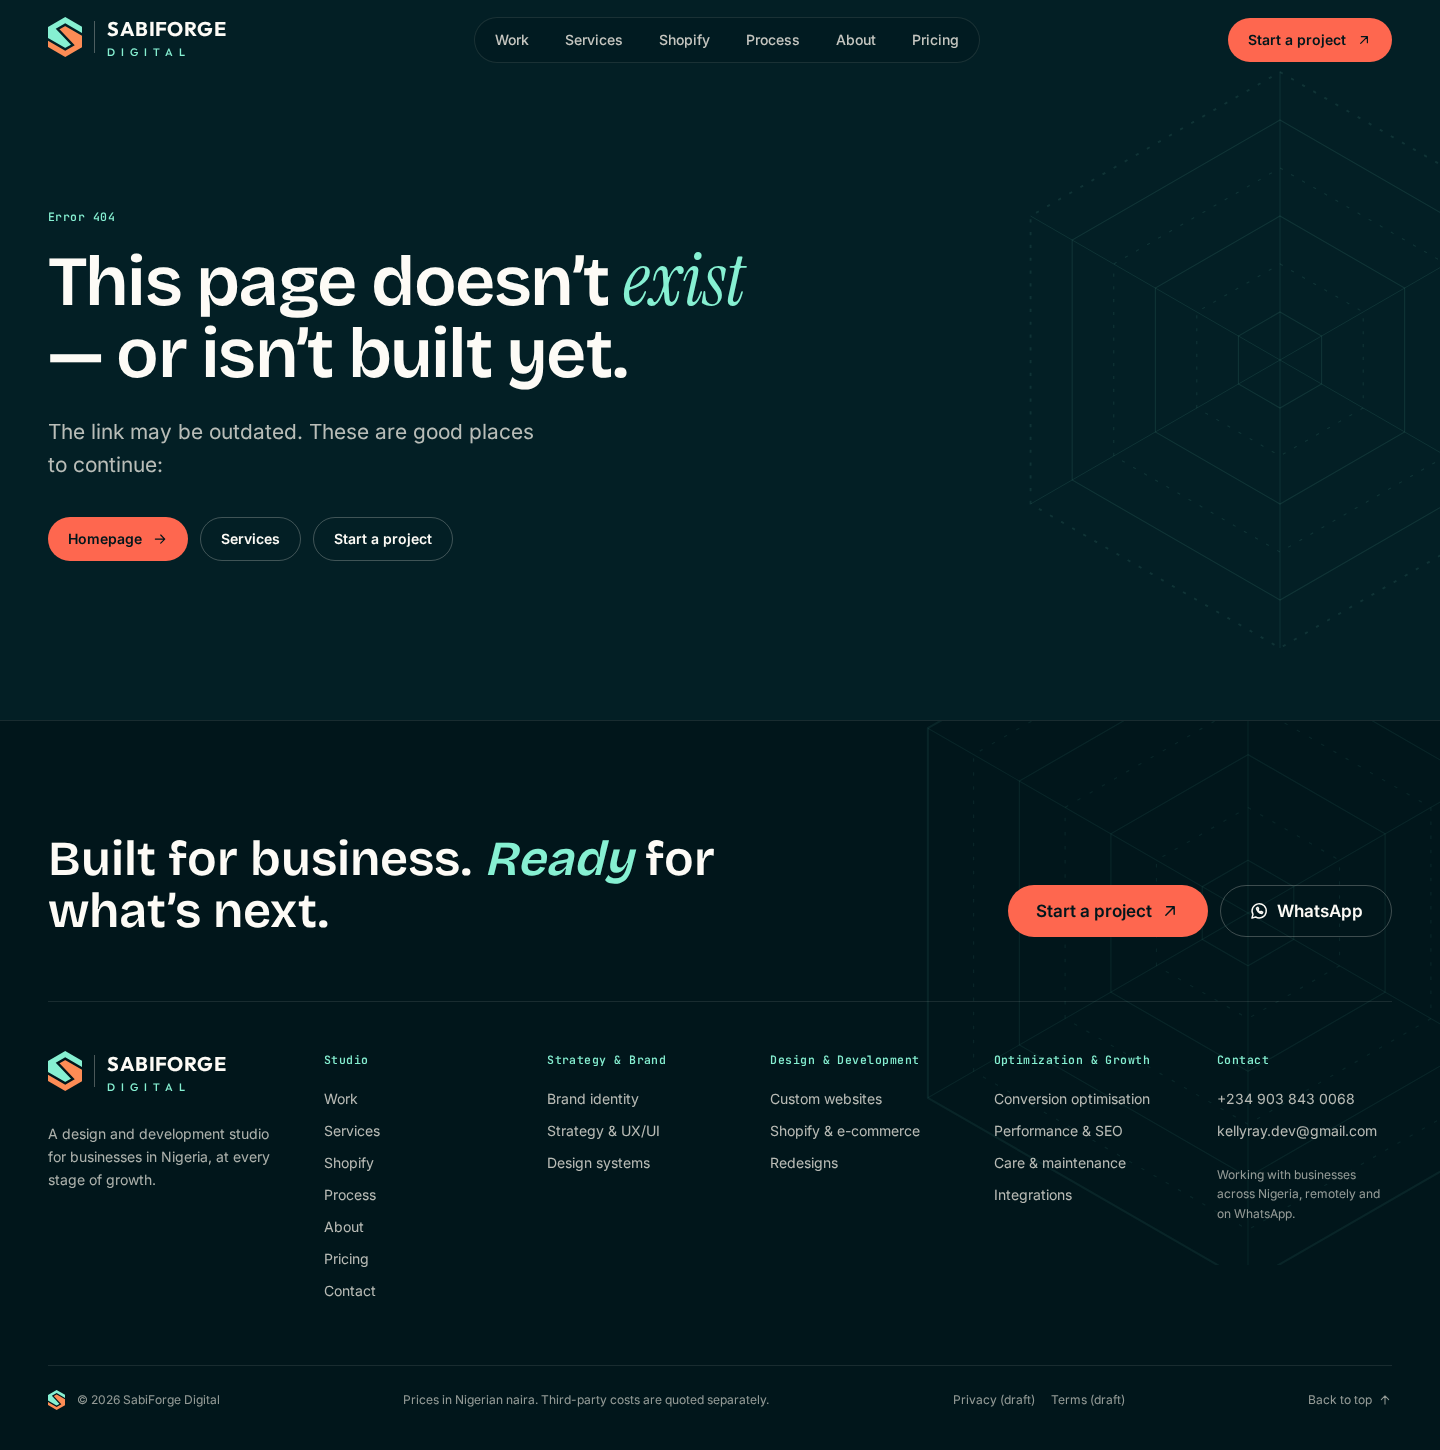 SABIFORGE
DIGITAL
Work Services Shopify Process About Pricing
Start a project
Error 404
This page doesn’t exist
— or isn’t built yet.
The link may be outdated. These are good places
to continue:
Homepage
Services
Start a project
Built for business. Ready for
what’s next.
Start a project
WhatsApp
SABIFORGE
DIGITAL
A design and development studio
for businesses in Nigeria, at every
stage of growth.
Studio
Work
Services
Shopify
Process
About
Pricing
Contact
Strategy & Brand
Brand identity
Strategy & UX/UI
Design systems
Design & Development
Custom websites
Shopify & e-commerce
Redesigns
Optimization & Growth
Conversion optimisation
Performance & SEO
Care & maintenance
Integrations
Contact
+234 903 843 0068
kellyray.dev@gmail.com
Working with businesses
across Nigeria, remotely and
on WhatsApp.
© 2026 SabiForge Digital
Prices in Nigerian naira. Third-party costs are quoted separately.
Privacy (draft) Terms (draft)
Back to top